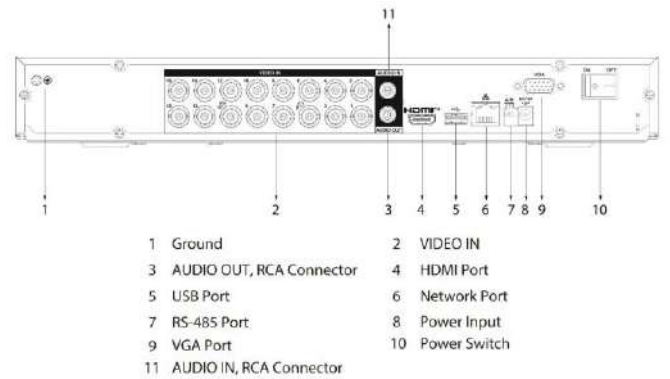 11
VIDEO IN
AUDIO IN
VGA
HDMI
AUDIO OUT
1 2 3 4 5 6 7 8 9 10
1 Ground 2 VIDEO IN
3 AUDIO OUT, RCA Connector 4 HDMI Port
5 USB Port 6 Network Port
7 RS-485 Port 8 Power Input
9 VGA Port 10 Power Switch
11 AUDIO IN, RCA Connector